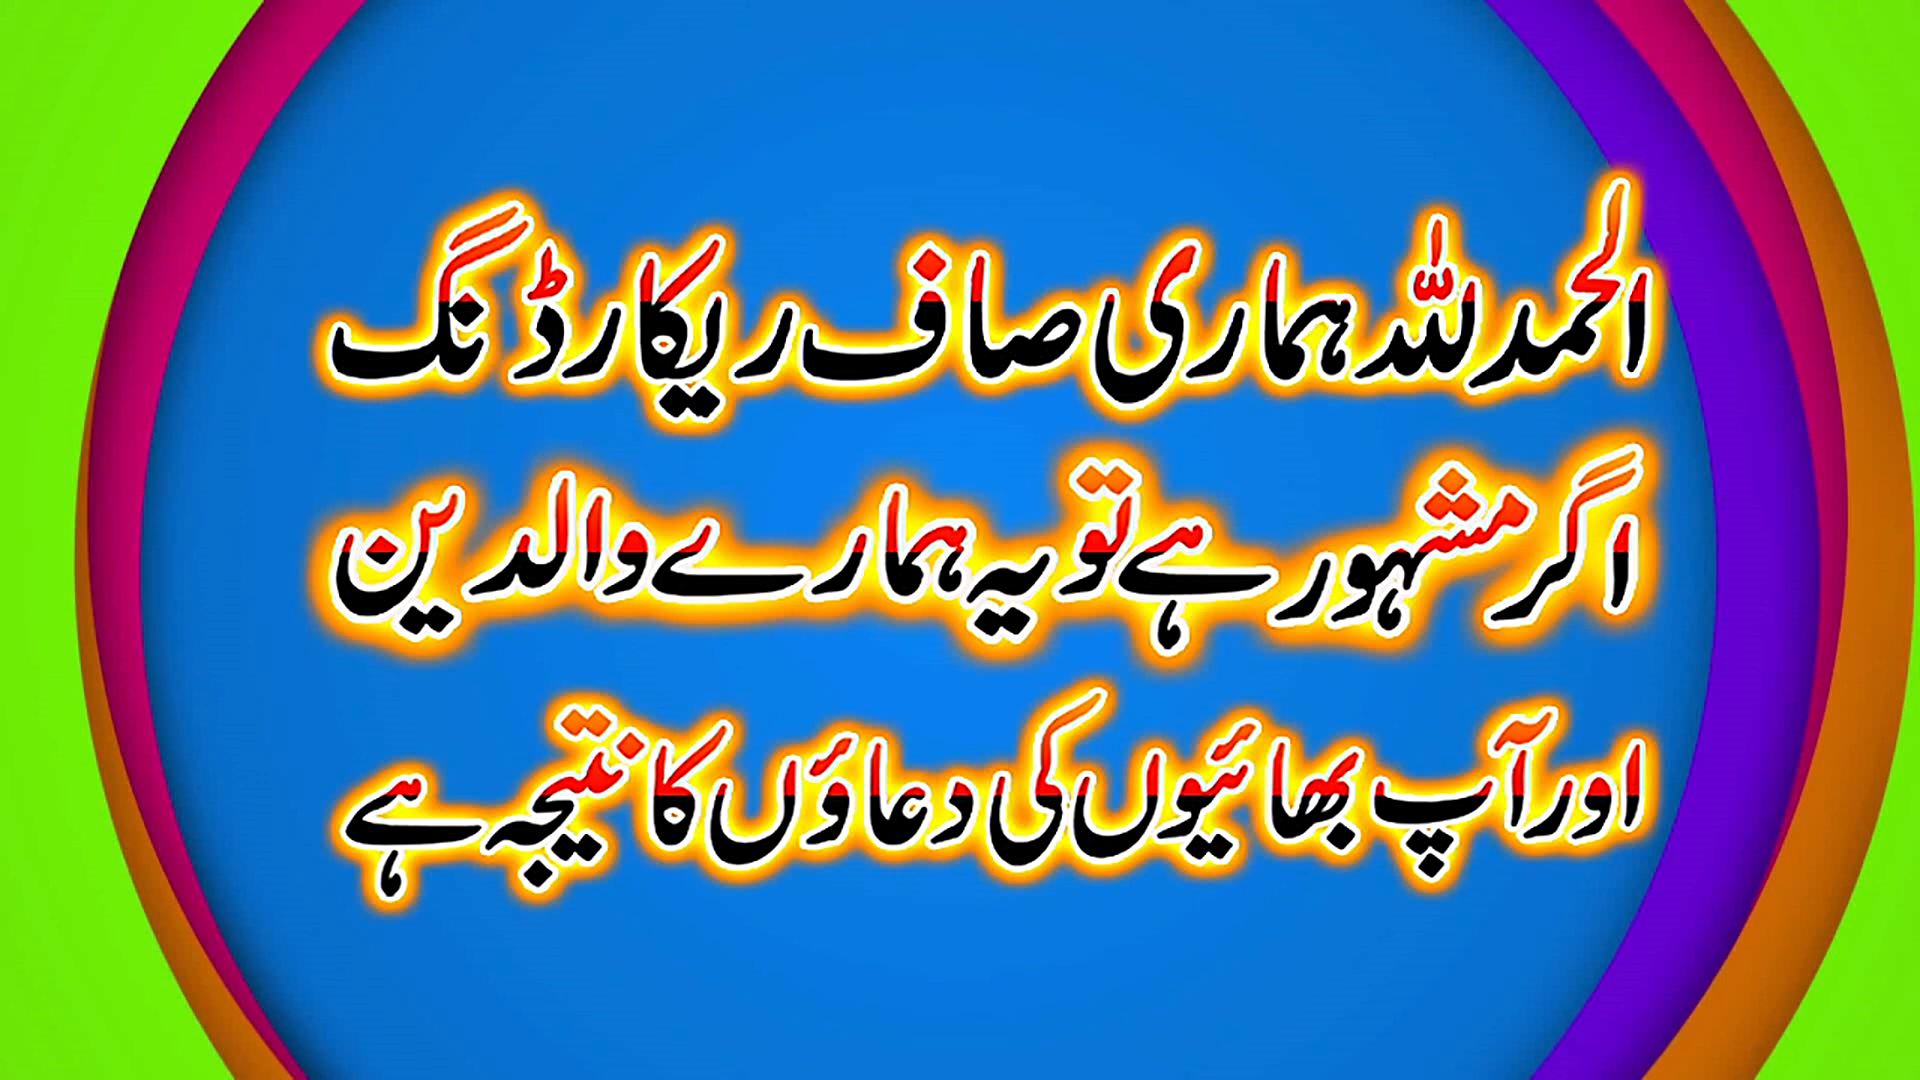 الحمدللہ ہماری صاف ریکارڈنگ
اگر مشہور ہے تو یہ ہمارے والدین
اور آپ بھائیوں کی دعاؤں کا نتیجہ ہے